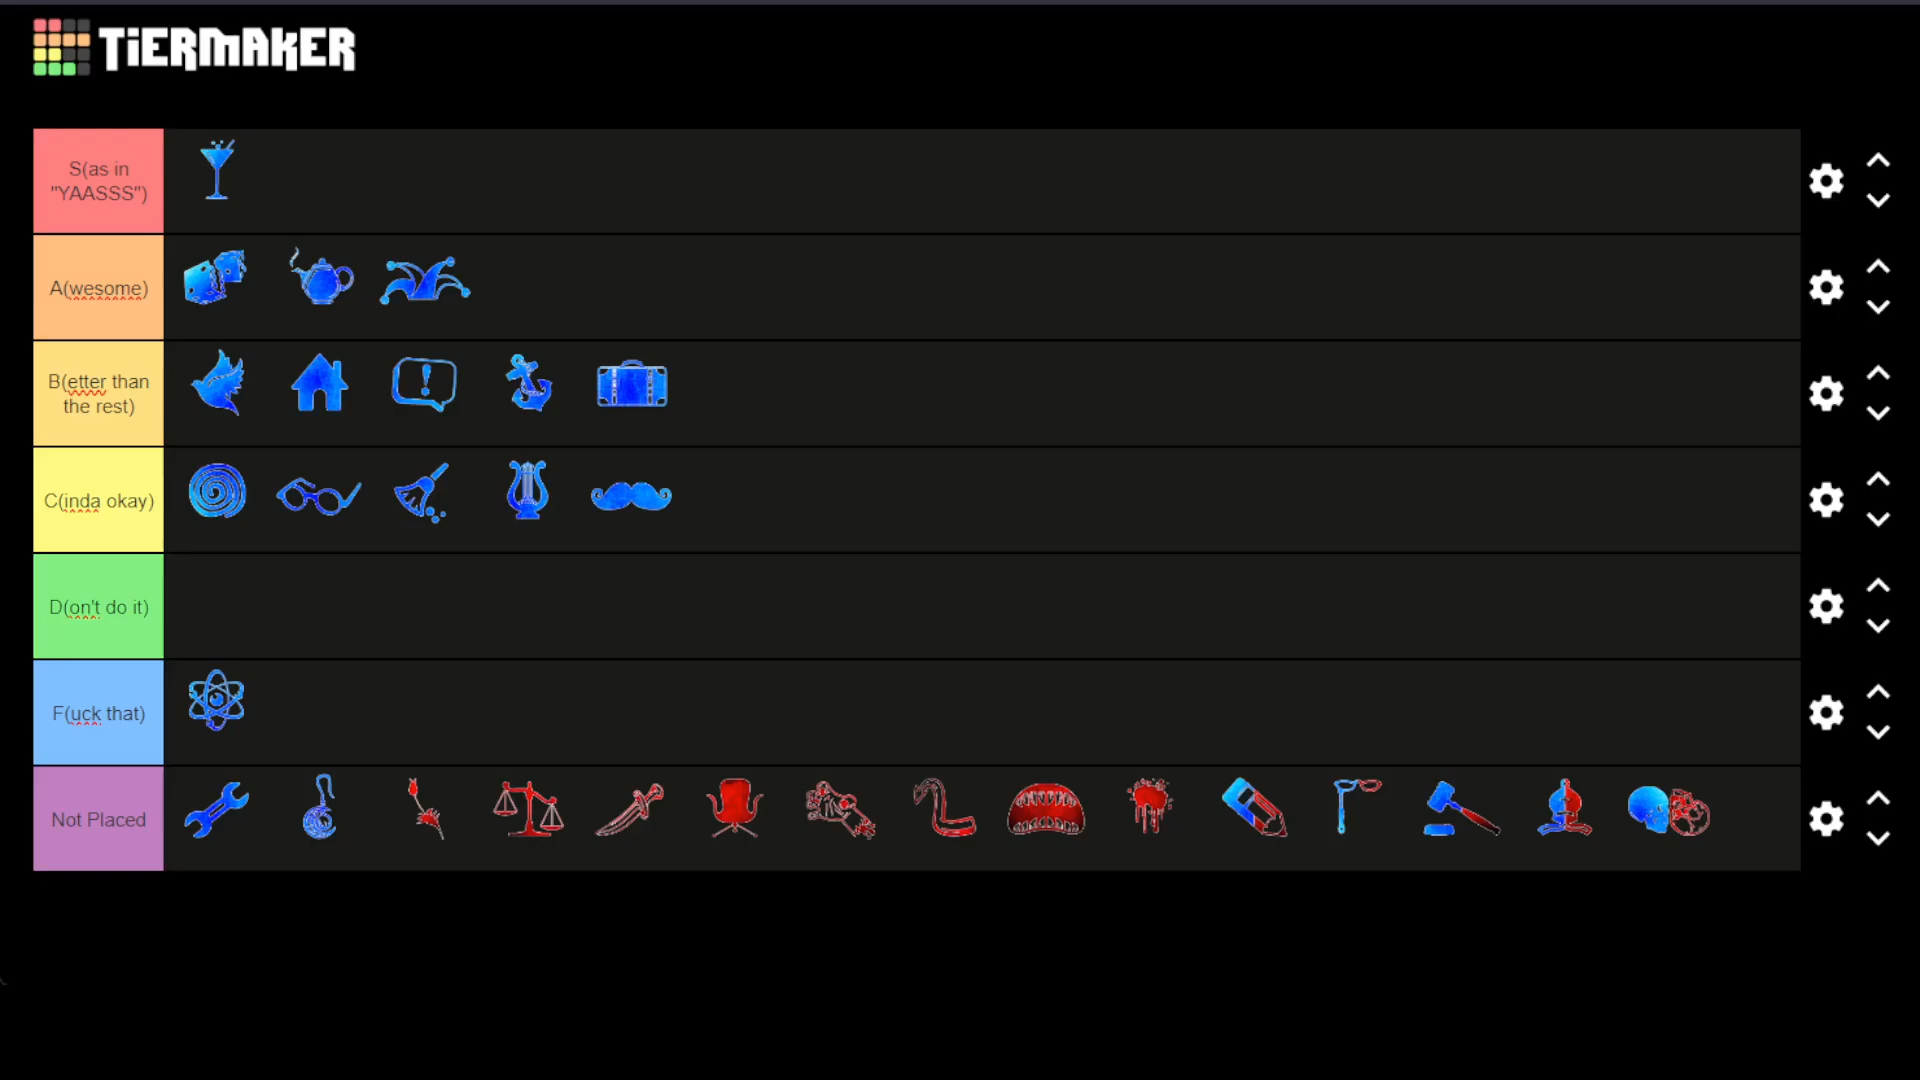 TiERMAKER
S(as in
"YAASSS")
A(wesome)
B(etter than
the rest)
C(inda okay)
D(on't do it)
F(uck that)
Not Placed
!